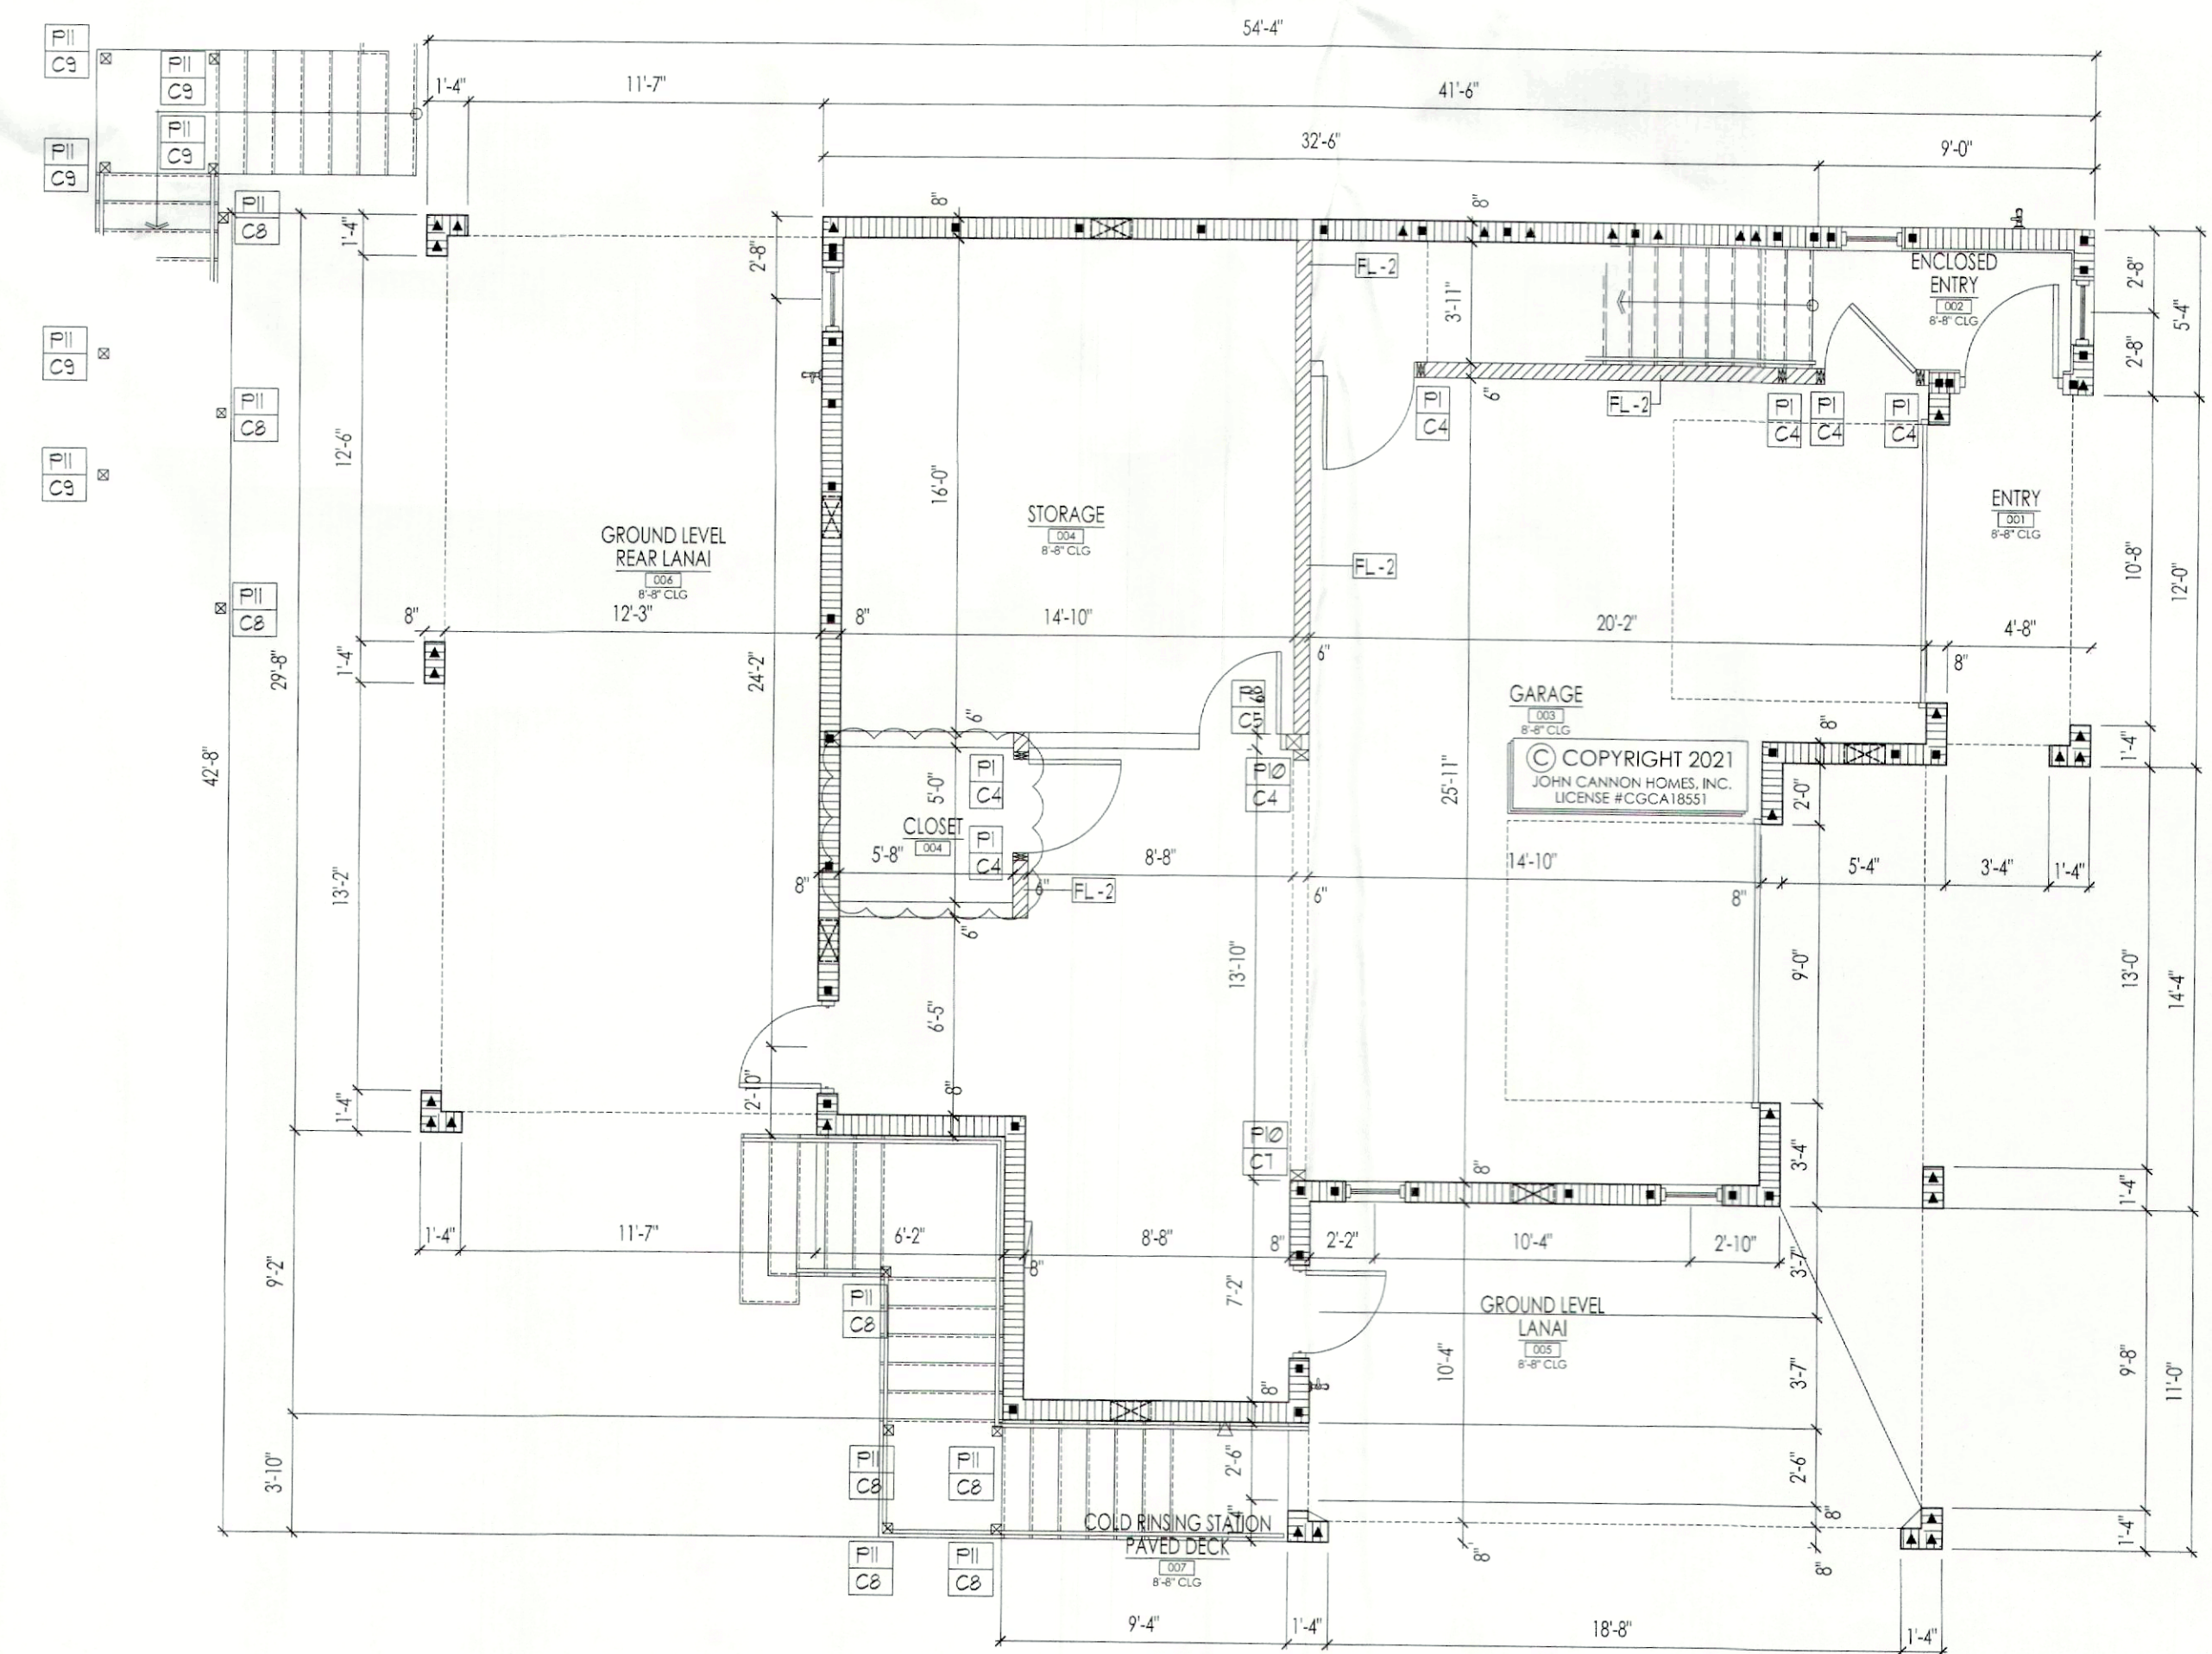 54'-4"
1'-4"
11'-7"
41'-6"
32'-6"
9'-0"
P11
C9
P11
C9
P11
C9
P11
C9
P11
C8
P11
C9
P11
C8
P11
C9
P11
C8
1'-4"
12'-6"
1'-4"
13'-2"
1'-4"
29'-8"
42'-8"
9'-2"
3'-10"
2'-8"
24'-2"
2'-10"
8"
8"
FL-2
3'-11"
ENCLOSED
ENTRY
002
8'-8" CLG
2'-8"
2'-8"
5'-4"
6"
FL-2
P1
C4
P1
C4
P1
C4
P1
C4
16'-0"
STORAGE
004
8'-8" CLG
GROUND LEVEL
REAR LANAI
006
8'-8" CLG
FL-2
ENTRY
001
8'-8" CLG
10'-8"
12'-0"
8"
12'-3"
8"
14'-10"
6"
20'-2"
8"
4'-8"
GARAGE
003
8'-8" CLG
© COPYRIGHT 2021
JOHN CANNON HOMES, INC.
LICENSE #CGCA18551
8"
2'-0"
1'-4"
C5
P10
C4
25'-11"
6"
5'-0"
P1
C4
CLOSET
004
P1
C4
8"
5'-8"
6"
FL-2
8'-8"
6"
14'-10"
8"
5'-4"
3'-4"
1'-4"
6"
6'-5"
13'-10"
9'-0"
13'-0"
14'-4"
8"
P10
C7
8"
3'-4"
1'-4"
1'-4"
11'-7"
6'-2"
8"
8'-8"
8"
2'-2"
10'-4"
2'-10"
3'-7"
P11
C8
7'-2"
GROUND LEVEL
LANAI
005
8'-8" CLG
10'-4"
3'-7"
9'-8"
11'-0"
8"
P11
C8
P11
C8
2'-6"
2'-6"
8"
1'-4"
COLD RINSING STATION
PAVED DECK
007
8'-8" CLG
P11
C8
P11
C8
8"
8"
9'-4"
1'-4"
18'-8"
1'-4"